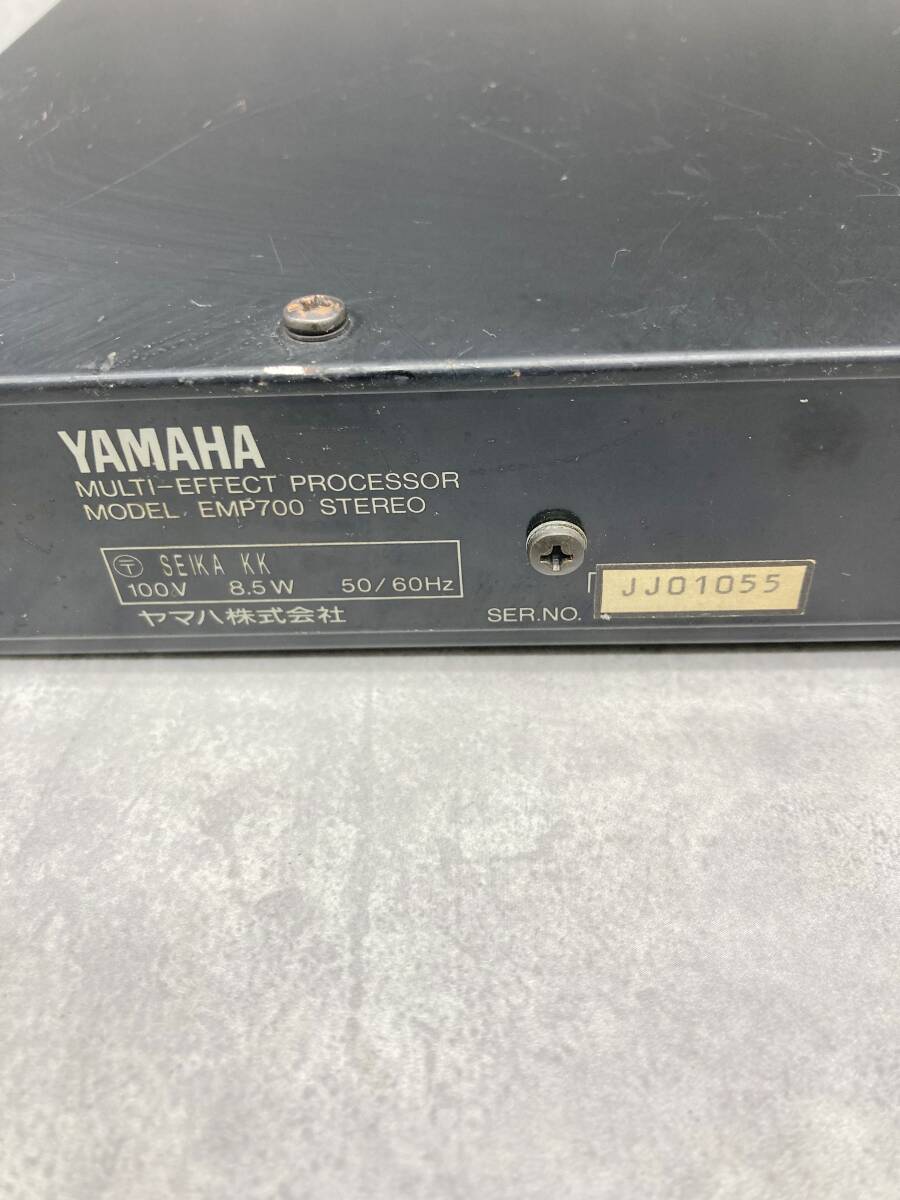 YAMAHA
MULTI-EFFECT PROCESSOR
MODEL EMP700 STEREO
〒 SEIKA KK
100V 8.5W 50/60Hz
ヤマハ株式会社
SER.NO. JJ01055